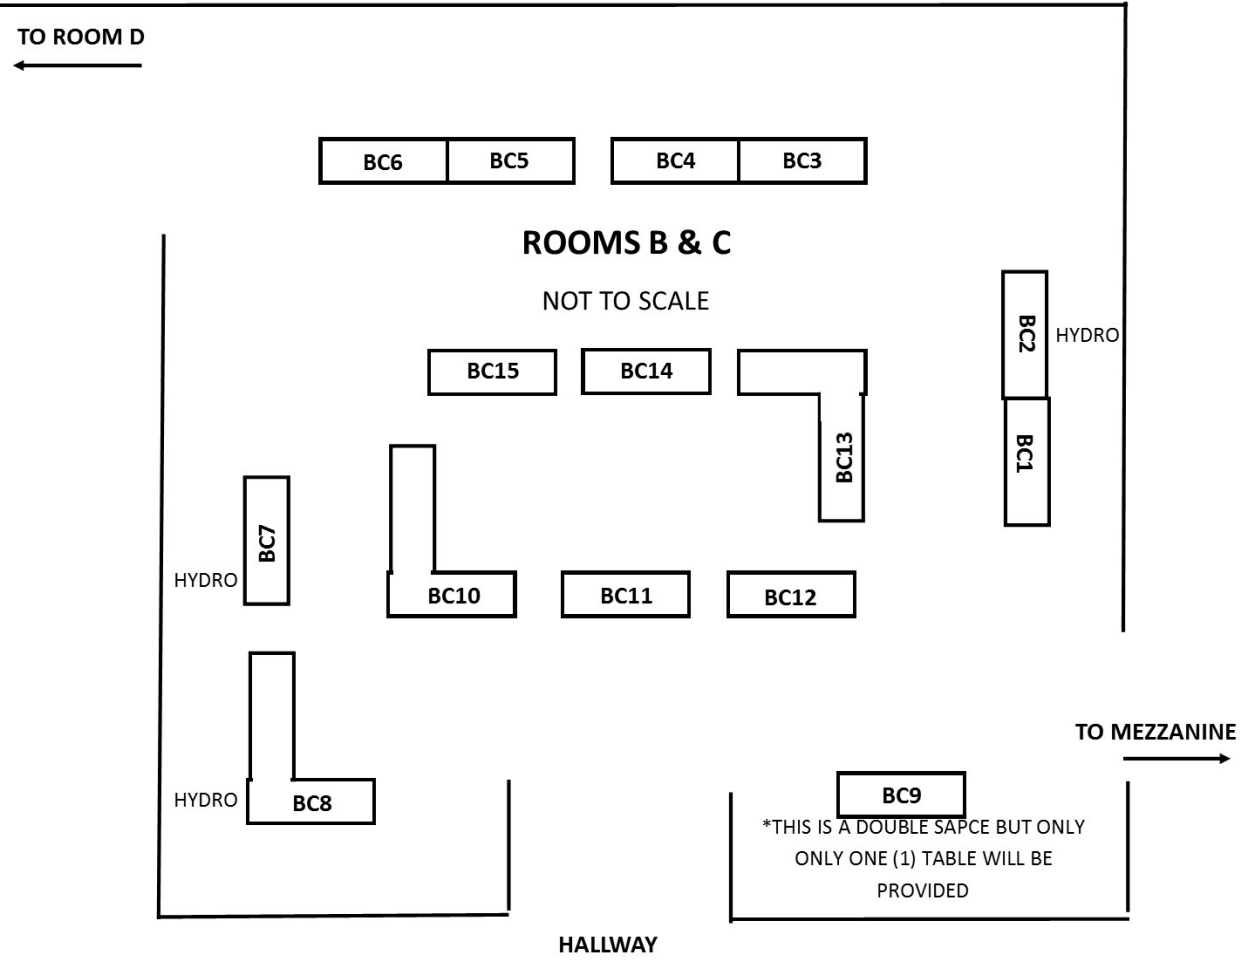 TO ROOM D
BC6
BC5
BC4
BC3
ROOMS B & C
NOT TO SCALE
BC2
HYDRO
BC15
BC14
BC13
BC1
BC7
HYDRO
BC10
BC11
BC12
TO MEZZANINE
HYDRO
BC8
BC9
*THIS IS A DOUBLE SAPCE BUT ONLY
ONLY ONE (1) TABLE WILL BE
PROVIDED
HALLWAY